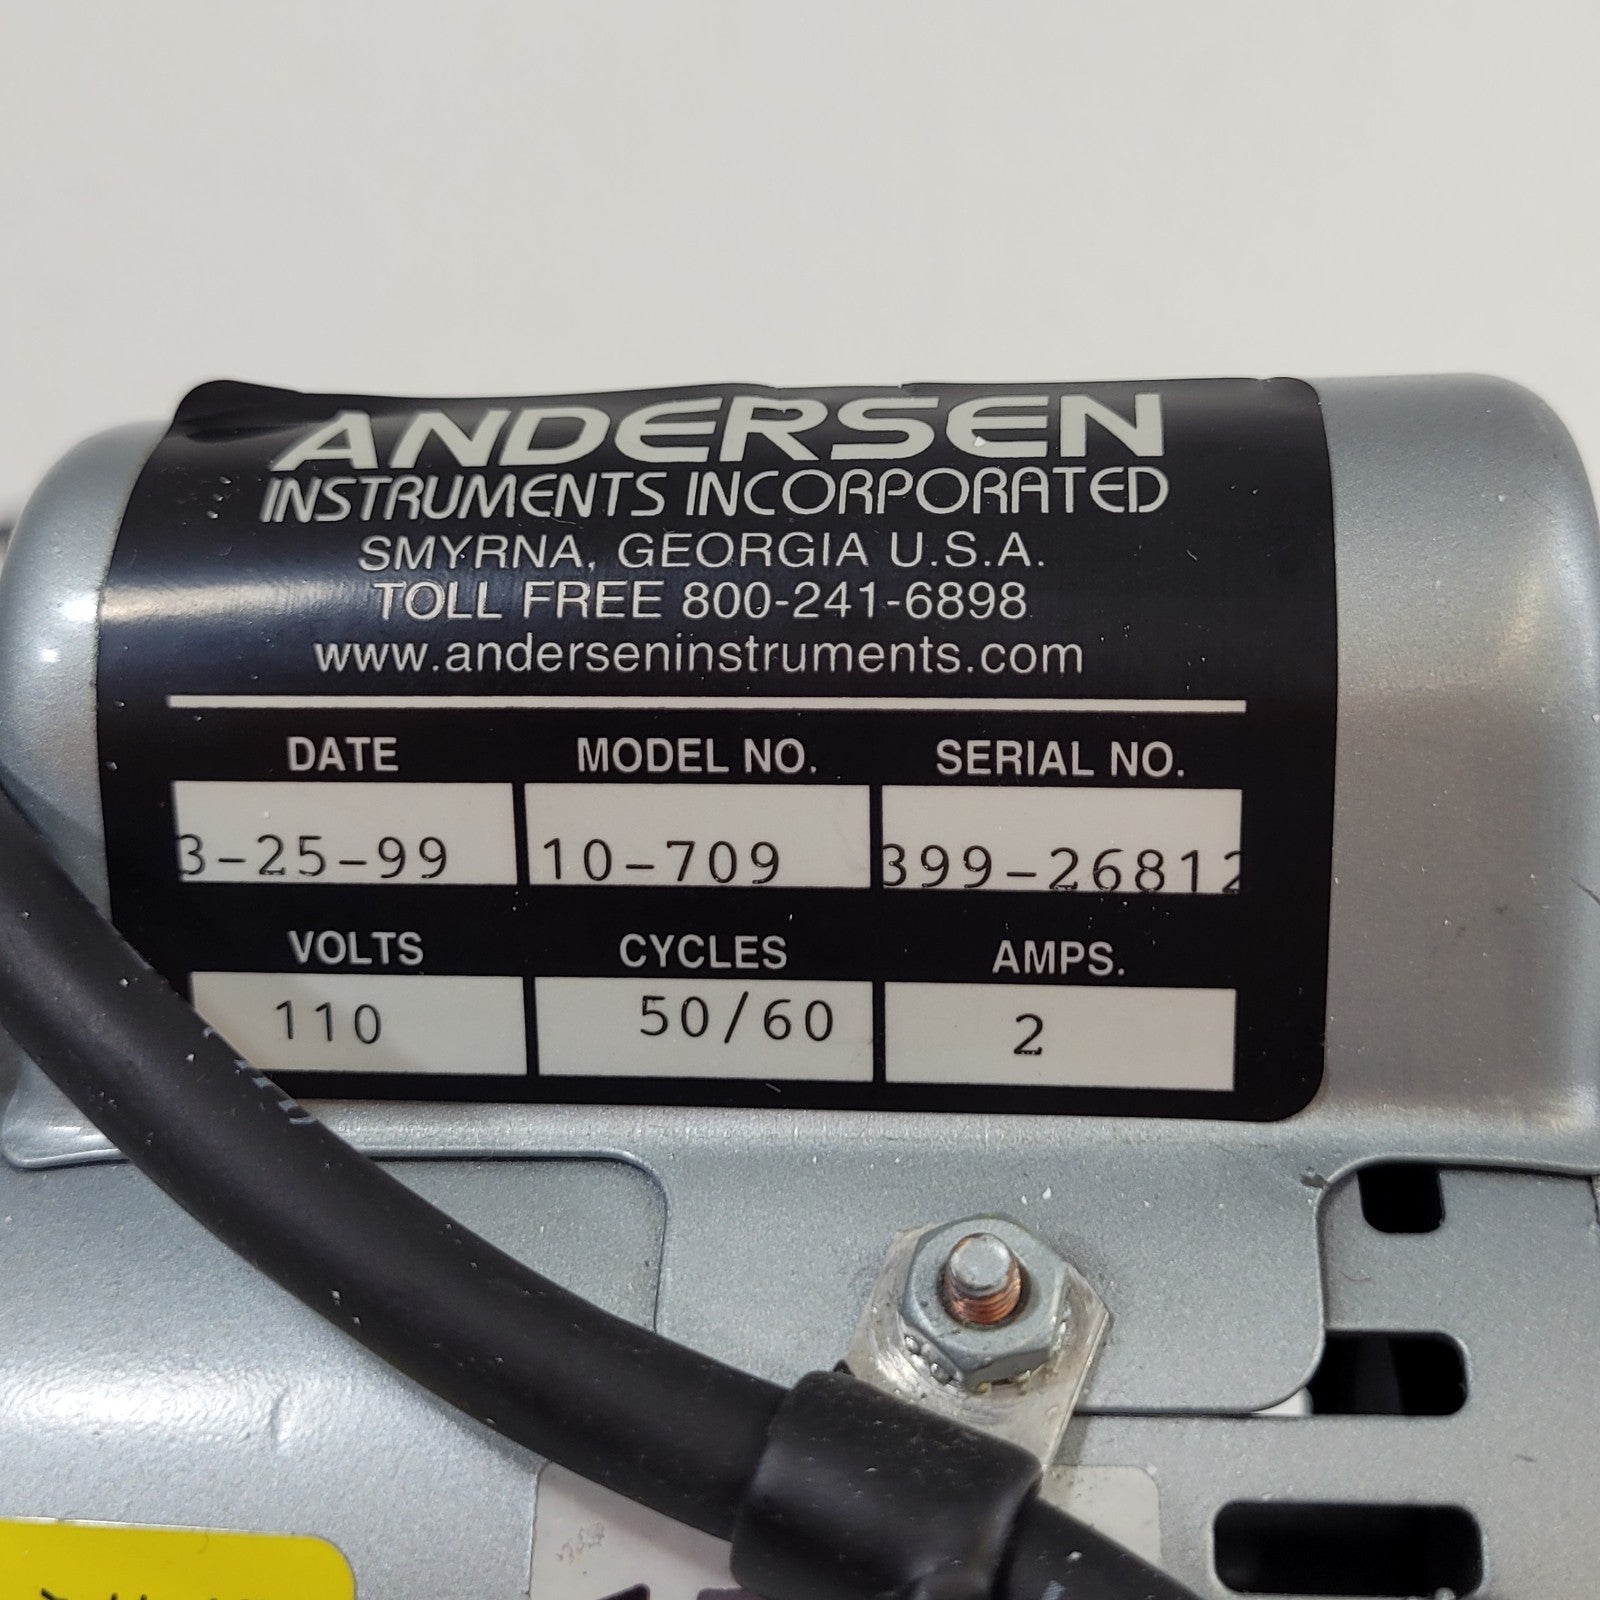 ANDERSEN
INSTRUMENTS INCORPORATED
SMYRNA, GEORGIA U.S.A.
TOLL FREE 800-241-6898
www.anderseninstruments.com
DATE MODEL NO. SERIAL NO.
3-25-99 10-709 399-26812
VOLTS CYCLES AMPS.
110 50/60 2